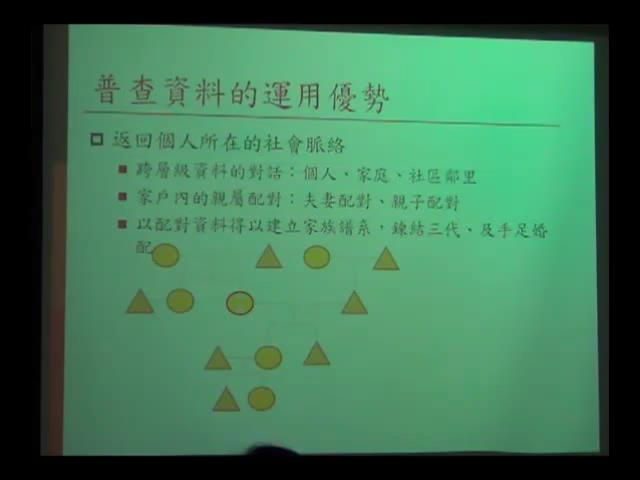 普查資料的運用優勢
返回個人所在的社會脈絡
跨層級資料的對話：個人、家庭、社區鄰里
家戶內的親屬配對：夫妻配對、親子配對
以配對資料得以建立家族譜系，鍊結三代、及手足婚
配